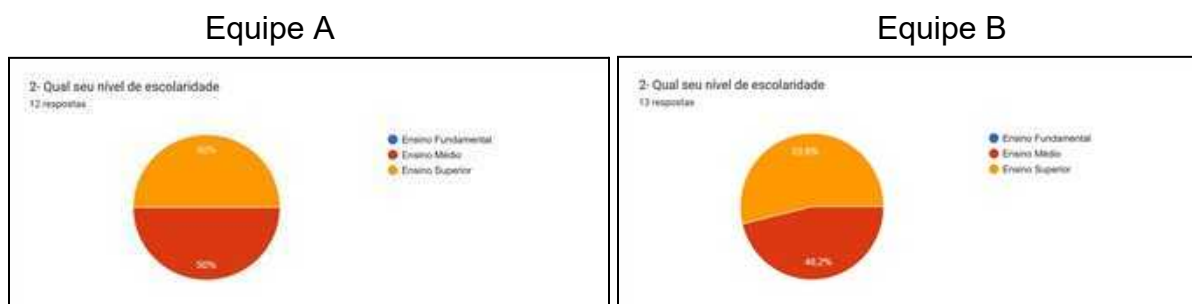 Equipe A
Equipe B
2- Qual seu nível de escolaridade
12 respostas
50%
50%
Ensino Fundamental
Ensino Médio
Ensino Superior
2- Qual seu nível de escolaridade
13 respostas
53,8%
46,2%
Ensino Fundamental
Ensino Médio
Ensino Superior